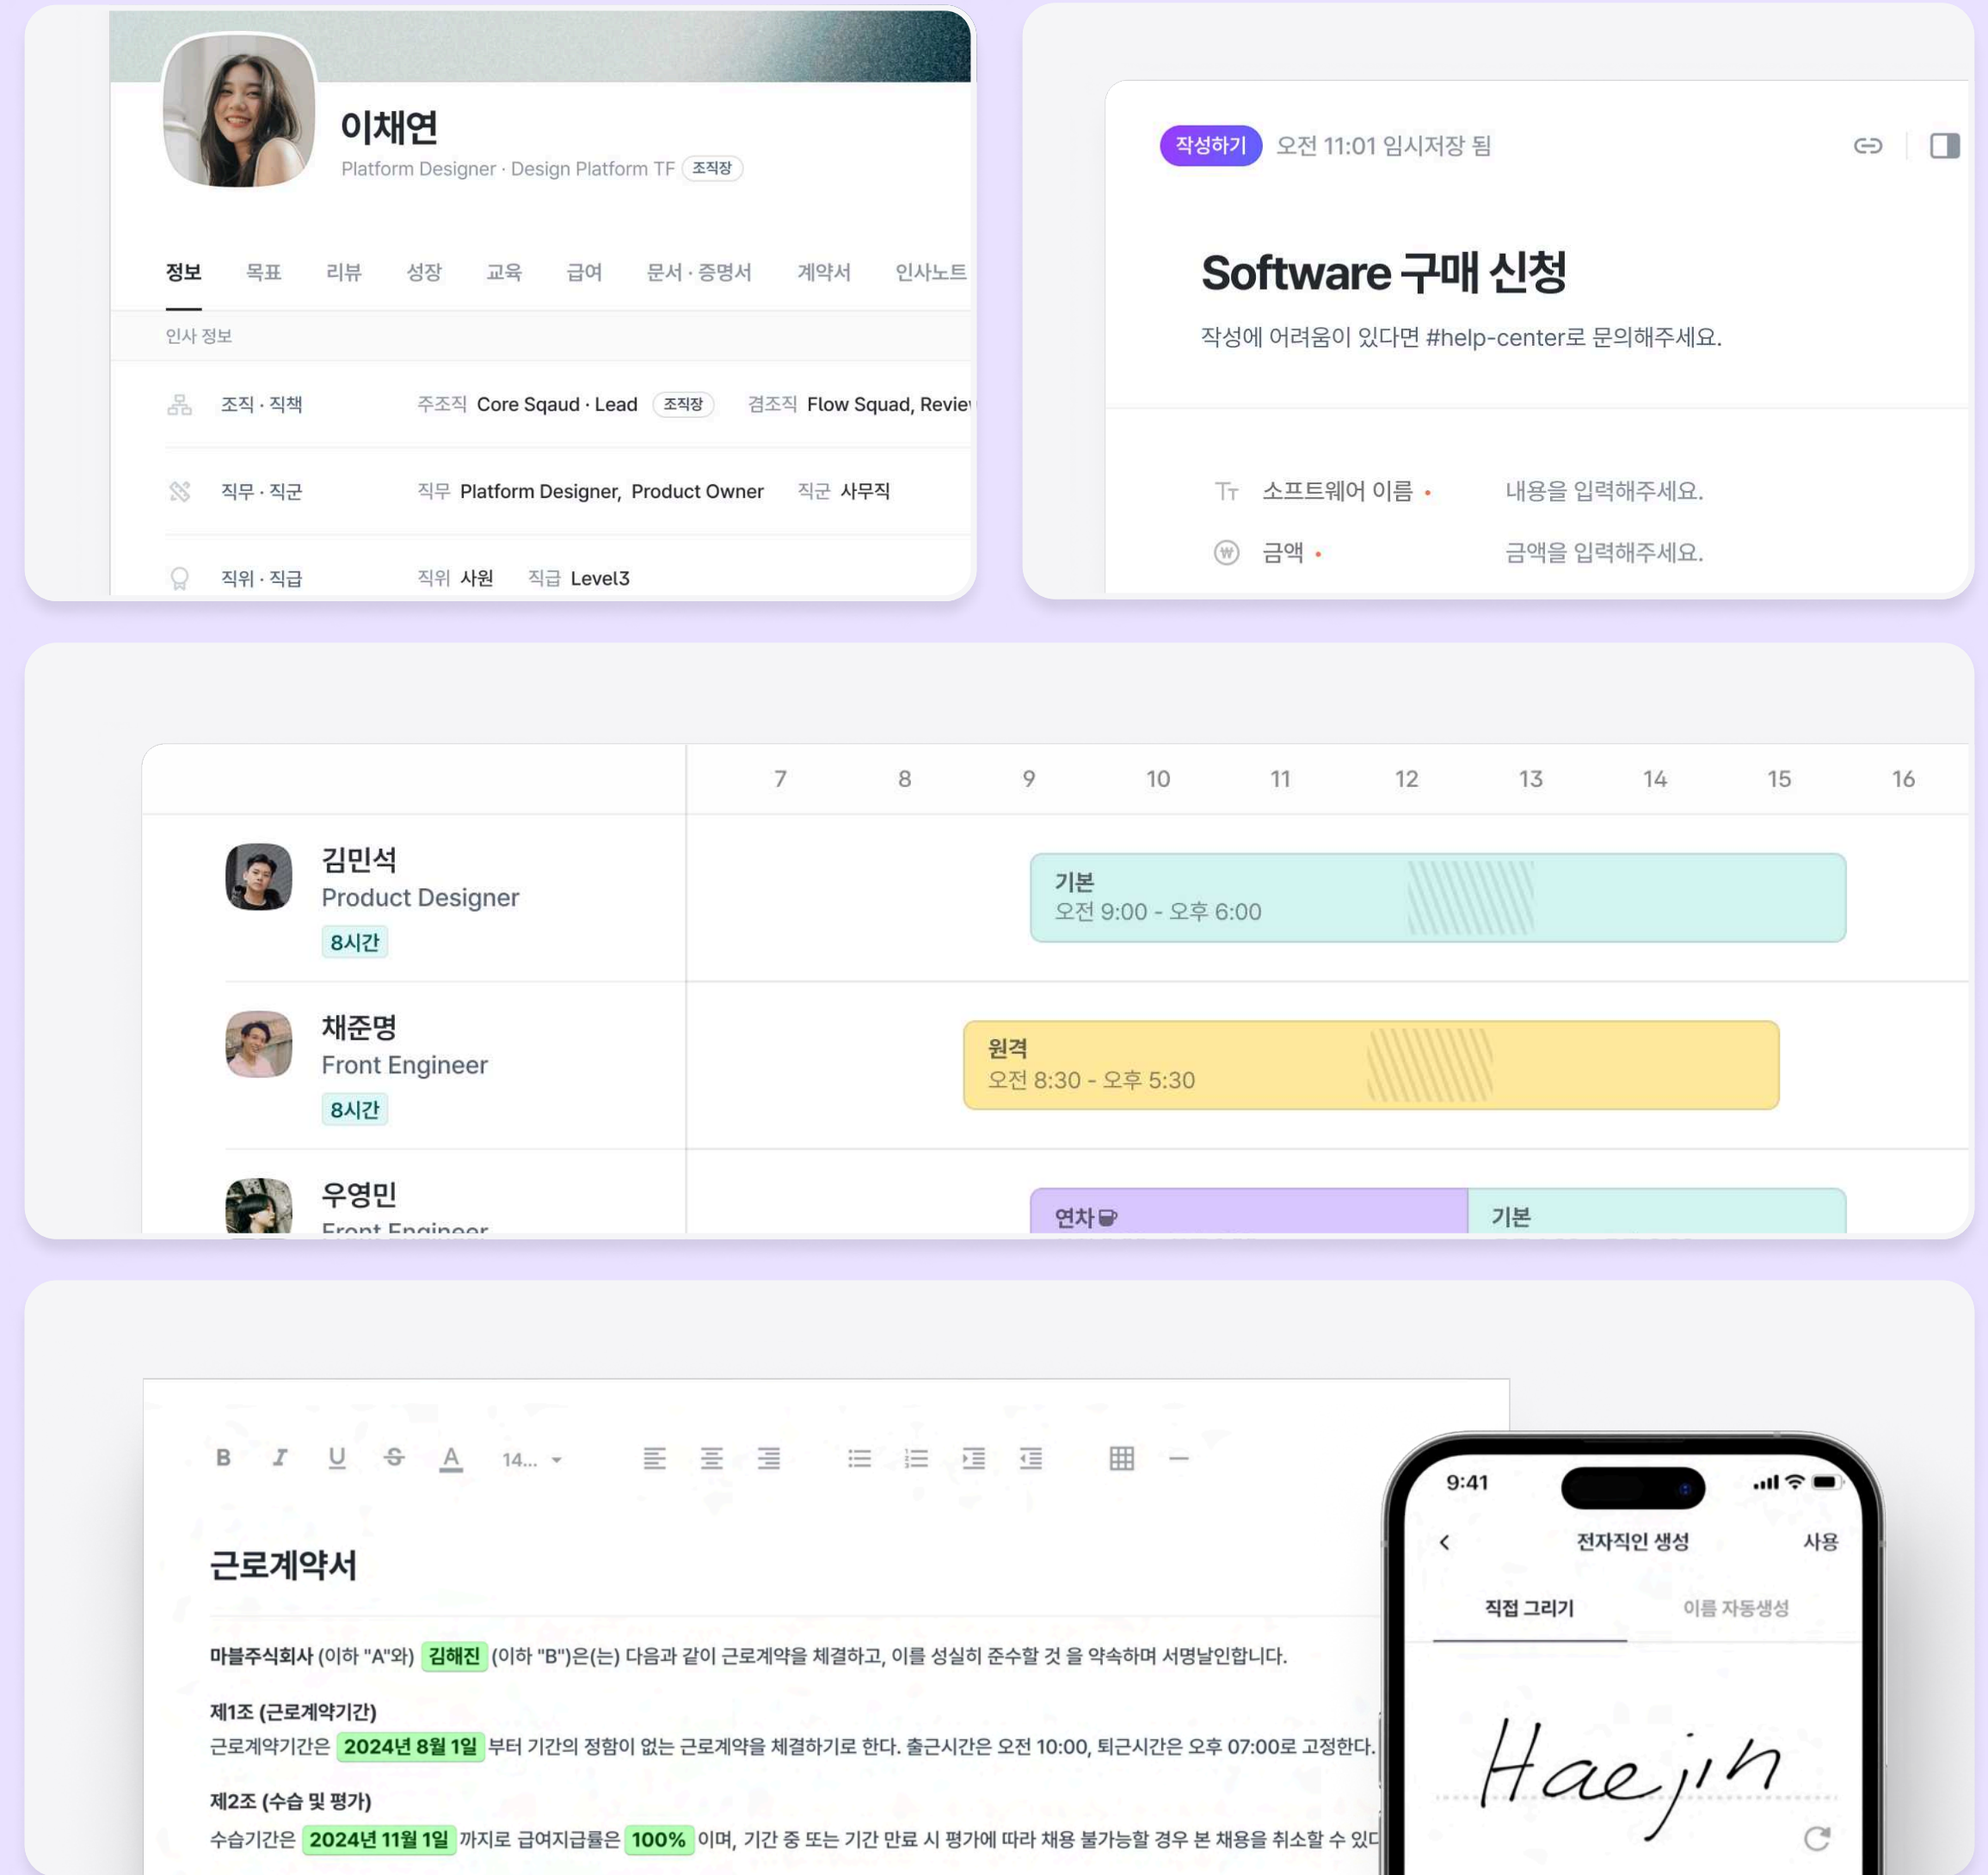 이채연
Platform Designer · Design Platform TF 조직장
정보 목표 리뷰 성장 교육 급여 문서 · 증명서 계약서 인사노트
인사 정보
조직 · 직책 주조직 Core Sqaud · Lead 조직장 겸조직 Flow Squad, Review
직무 · 직군 직무 Platform Designer, Product Owner 직군 사무직
직위 · 직급 직위 사원 직급 Level3
작성하기 오전 11:01 임시저장 됨
Software 구매 신청
작성에 어려움이 있다면 #help-center로 문의해주세요.
소프트웨어 이름 • 내용을 입력해주세요.
금액 • 금액을 입력해주세요.
7 8 9 10 11 12 13 14 15 16
김민석
Product Designer
8시간
기본
오전 9:00 - 오후 6:00
채준명
Front Engineer
8시간
원격
오전 8:30 - 오후 5:30
우영민
Front Engineer
연차
기본
B I U S A 14...
근로계약서
마블주식회사 (이하 "A"와) 김해진 (이하 "B")은(는) 다음과 같이 근로계약을 체결하고, 이를 성실히 준수할 것 을 약속하며 서명날인합니다.
제1조 (근로계약기간)
근로계약기간은 2024년 8월 1일 부터 기간의 정함이 없는 근로계약을 체결하기로 한다. 출근시간은 오전 10:00, 퇴근시간은 오후 07:00로 고정한다.
제2조 (수습 및 평가)
수습기간은 2024년 11월 1일 까지로 급여지급률은 100% 이며, 기간 중 또는 기간 만료 시 평가에 따라 채용 불가능할 경우 본 채용을 취소할 수 있다
9:41
전자직인 생성 사용
직접 그리기 이름 자동생성
Haejin